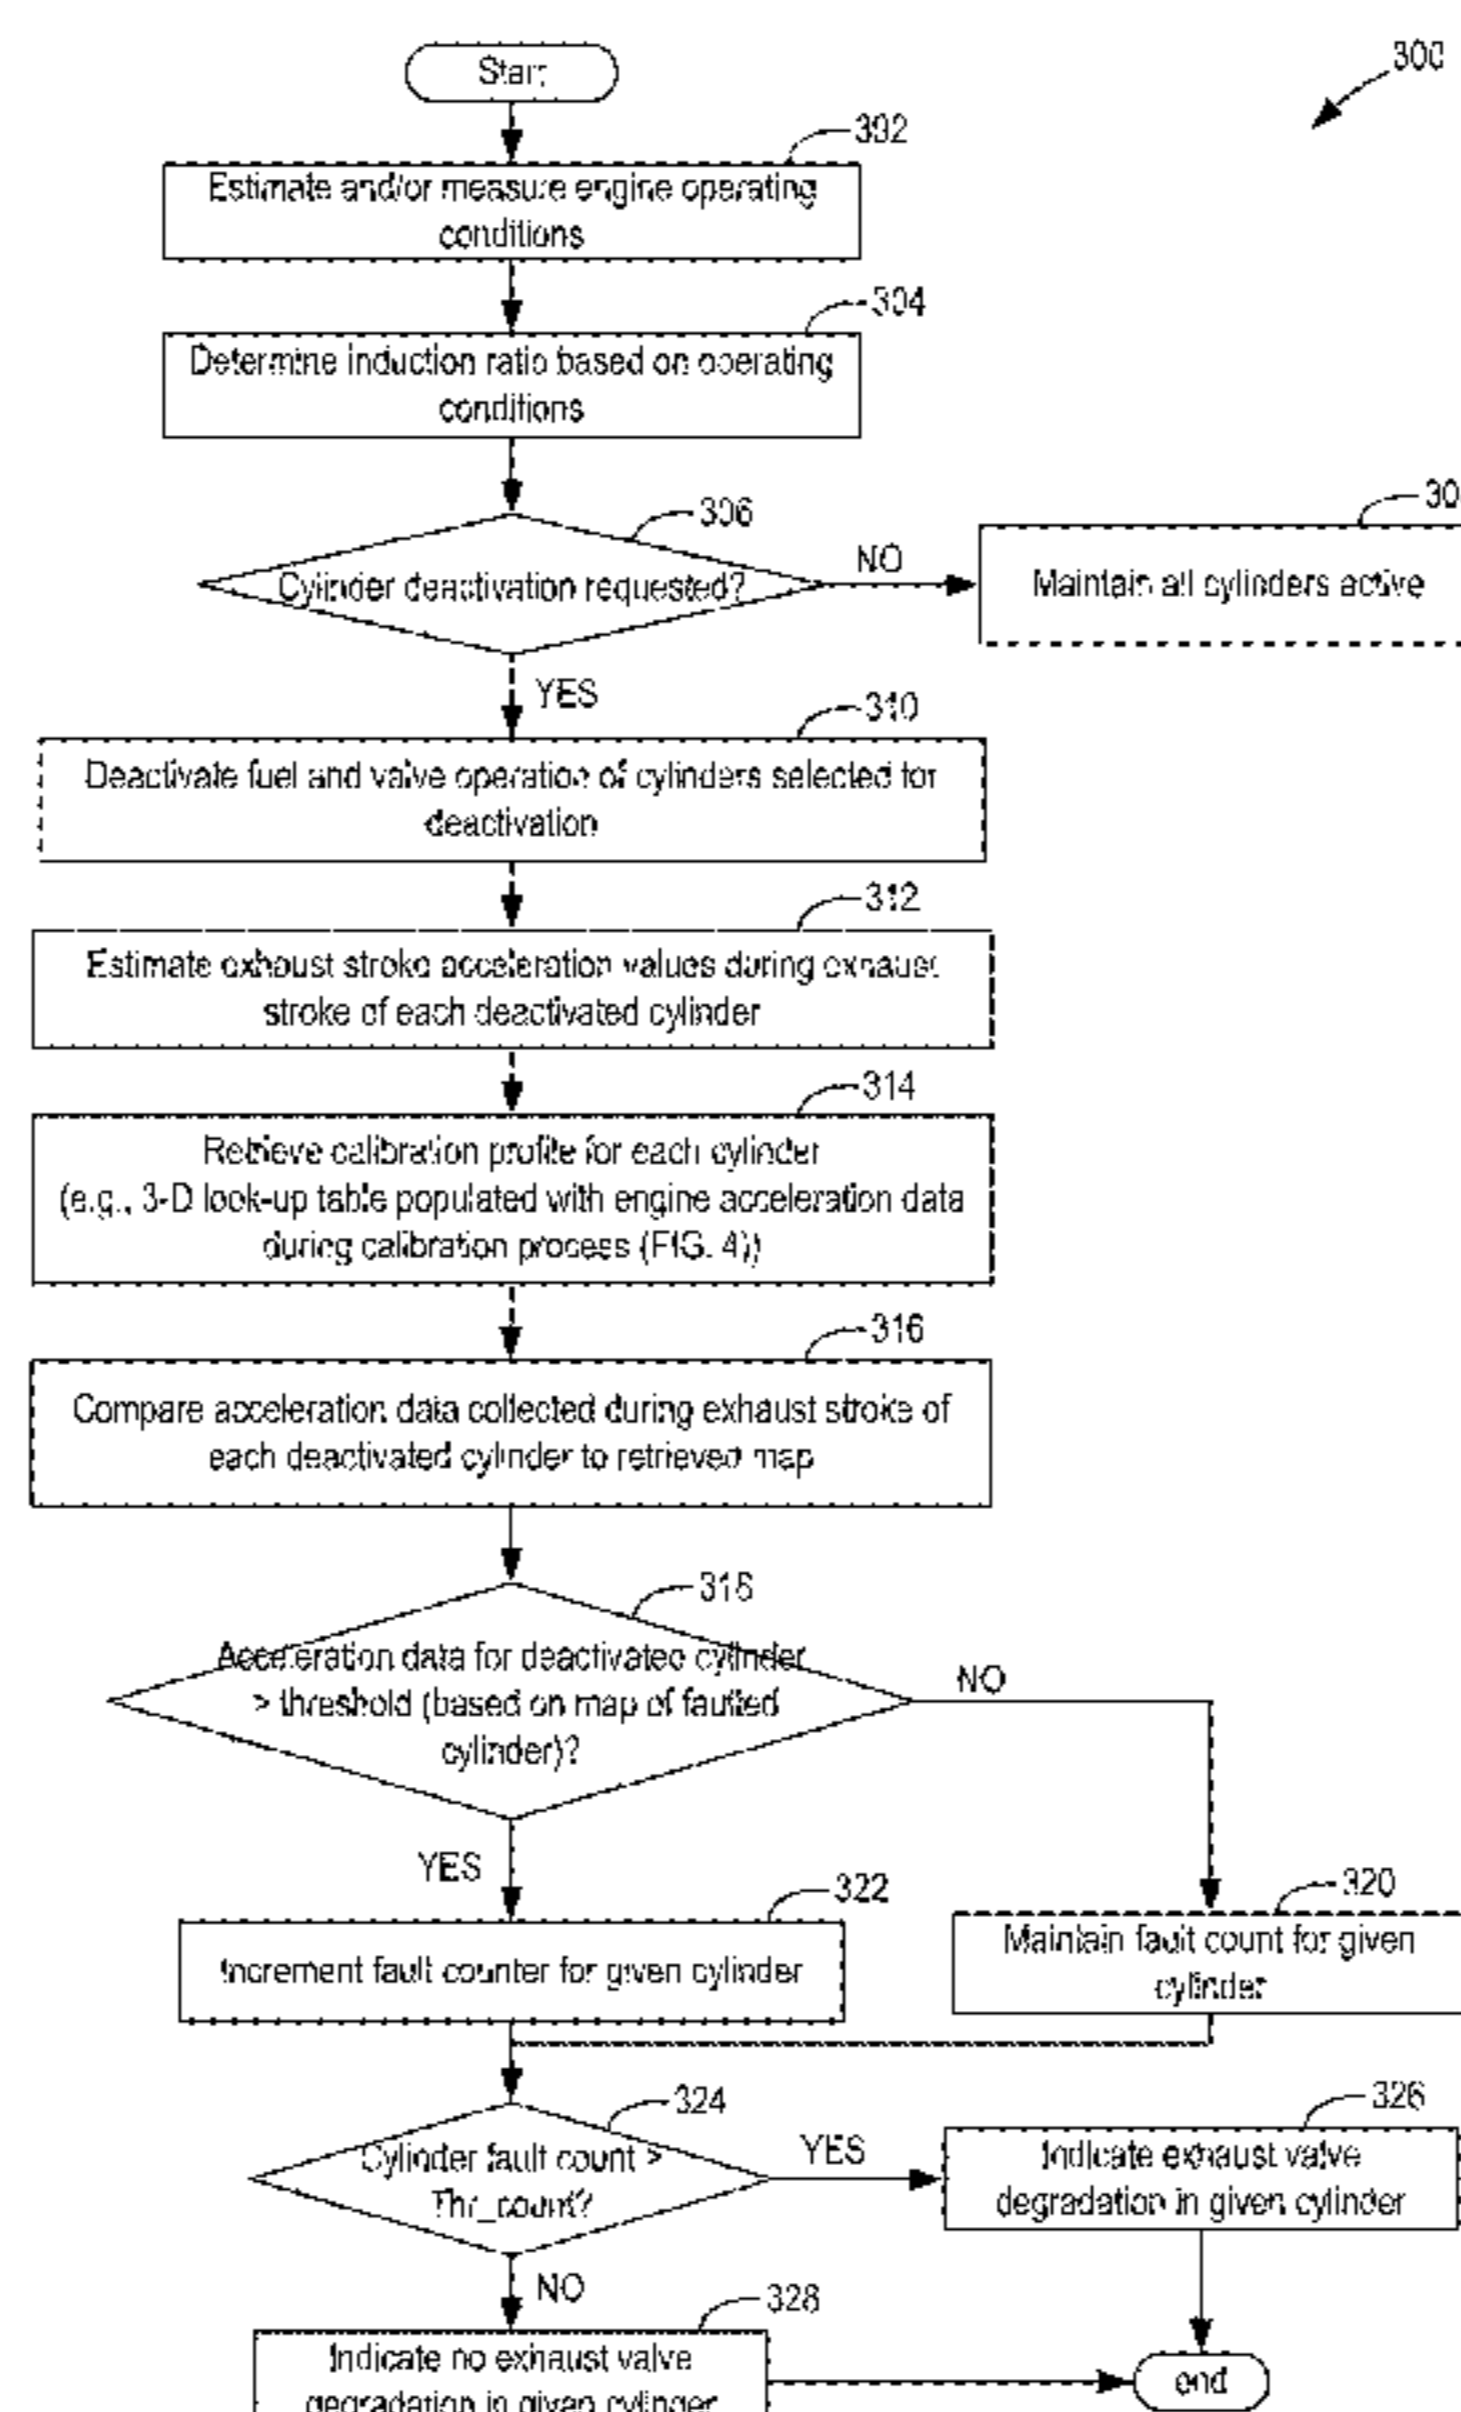 Start
300
302
Estimate and/or measure engine operating
conditions
304
Determine induction ratio based on operating
conditions
306
Cylinder deactivation requested?
NO
30
Maintain all cylinders active
YES
310
Deactivate fuel and valve operation of cylinders selected for
deactivation
312
Estimate exhaust stroke acceleration values during exhaust
stroke of each deactivated cylinder
314
Retrieve calibration profile for each cylinder
(e.g., 3-D look-up table populated with engine acceleration data
during calibration process (FIG. 4))
316
Compare acceleration data collected during exhaust stroke of
each deactivated cylinder to retrieved map
318
Acceleration data for deactivated cylinder
> threshold (based on map of faulted
cylinder)?
NO
YES
322
Increment fault counter for given cylinder
320
Maintain fault count for given
cylinder
324
Cylinder fault count >
Thr_count?
YES
326
Indicate exhaust valve
degradation in given cylinder
NO
328
Indicate no exhaust valve
degradation in given cylinder
end